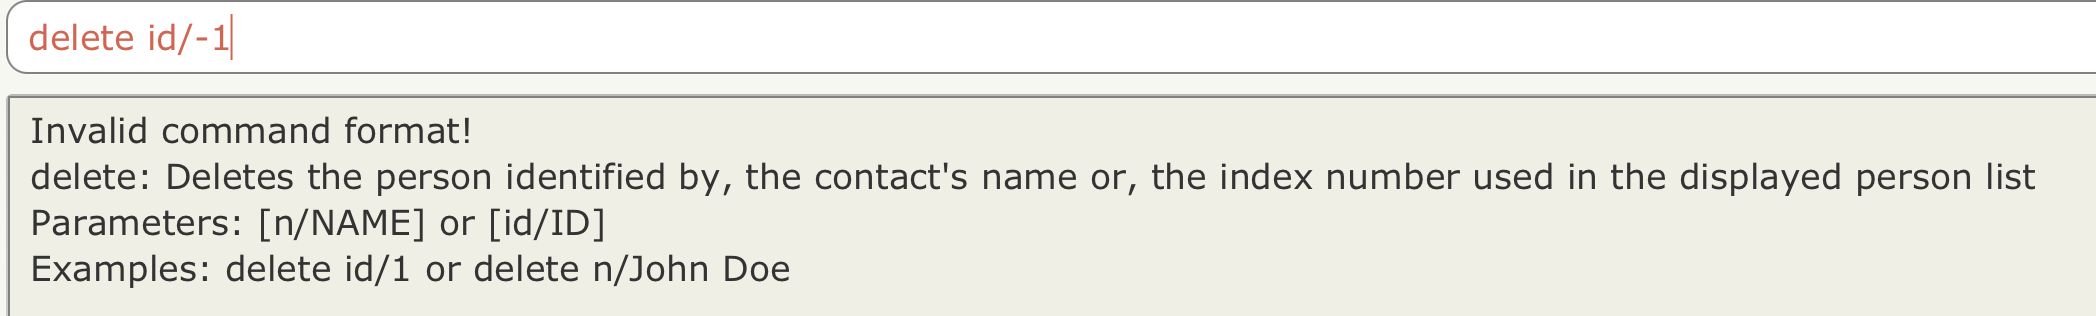 delete id/-1
Invalid command format!
delete: Deletes the person identified by, the contact's name or, the index number used in the displayed person list
Parameters: [n/NAME] or [id/ID]
Examples: delete id/1 or delete n/John Doe